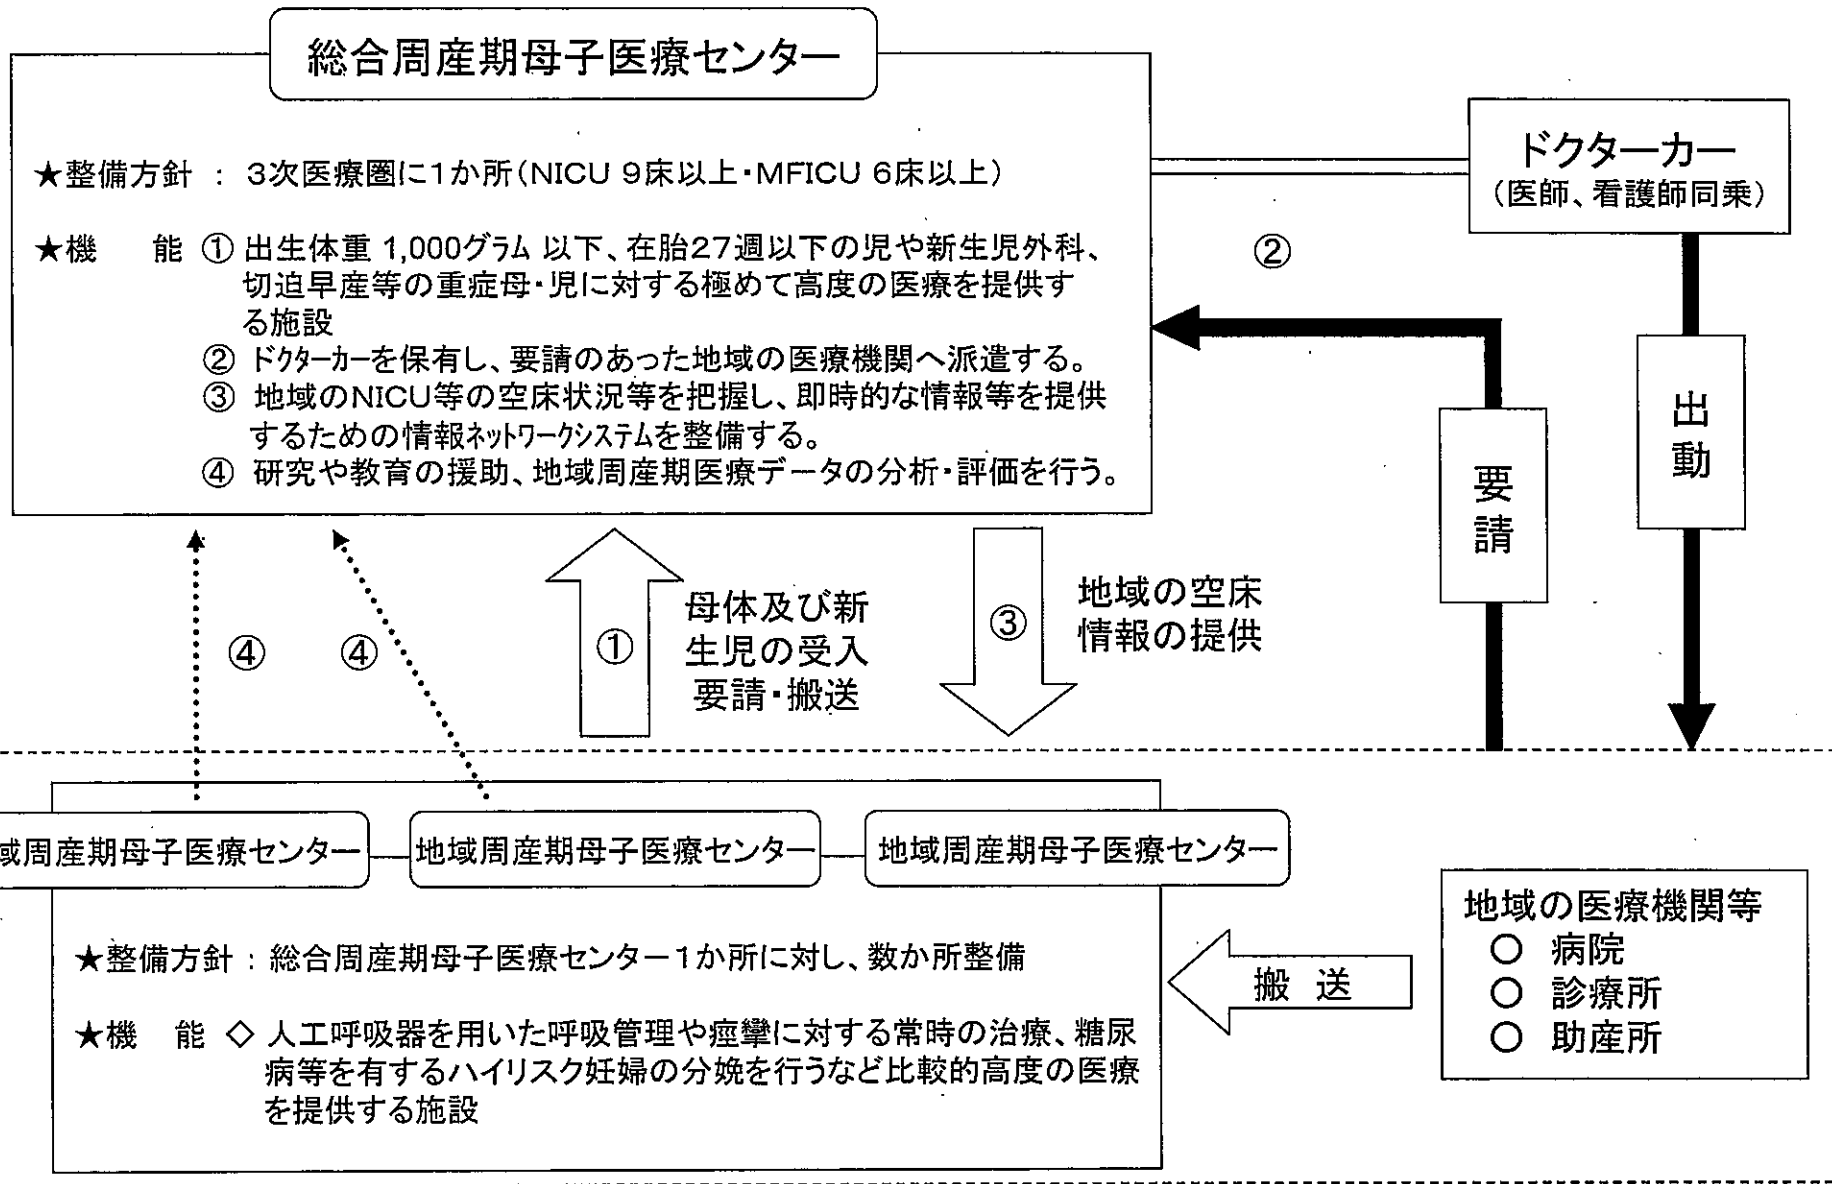 総合周産期母子医療センター
★整備方針 : 3次医療圏に1か所(NICU 9床以上・MFICU 6床以上)
★機 能 ① 出生体重 1,000グラム 以下、在胎27週以下の児や新生児外科、
切迫早産等の重症母・児に対する極めて高度の医療を提供す
る施設
② ドクターカーを保有し、要請のあった地域の医療機関へ派遣する。
③ 地域のNICU等の空床状況等を把握し、即時的な情報等を提供
するための情報ネットワークシステムを整備する。
④ 研究や教育の援助、地域周産期医療データの分析・評価を行う。
ドクターカー
(医師、看護師同乗)
②
出動
要請
④
④
①
母体及び新
生児の受入
要請・搬送
③
地域の空床
情報の提供
域周産期母子医療センター
地域周産期母子医療センター
地域周産期母子医療センター
★整備方針 : 総合周産期母子医療センター1か所に対し、数か所整備
★機 能 ◇ 人工呼吸器を用いた呼吸管理や痙攣に対する常時の治療、糖尿
病等を有するハイリスク妊婦の分娩を行うなど比較的高度の医療
を提供する施設
搬 送
地域の医療機関等
○ 病院
○ 診療所
○ 助産所